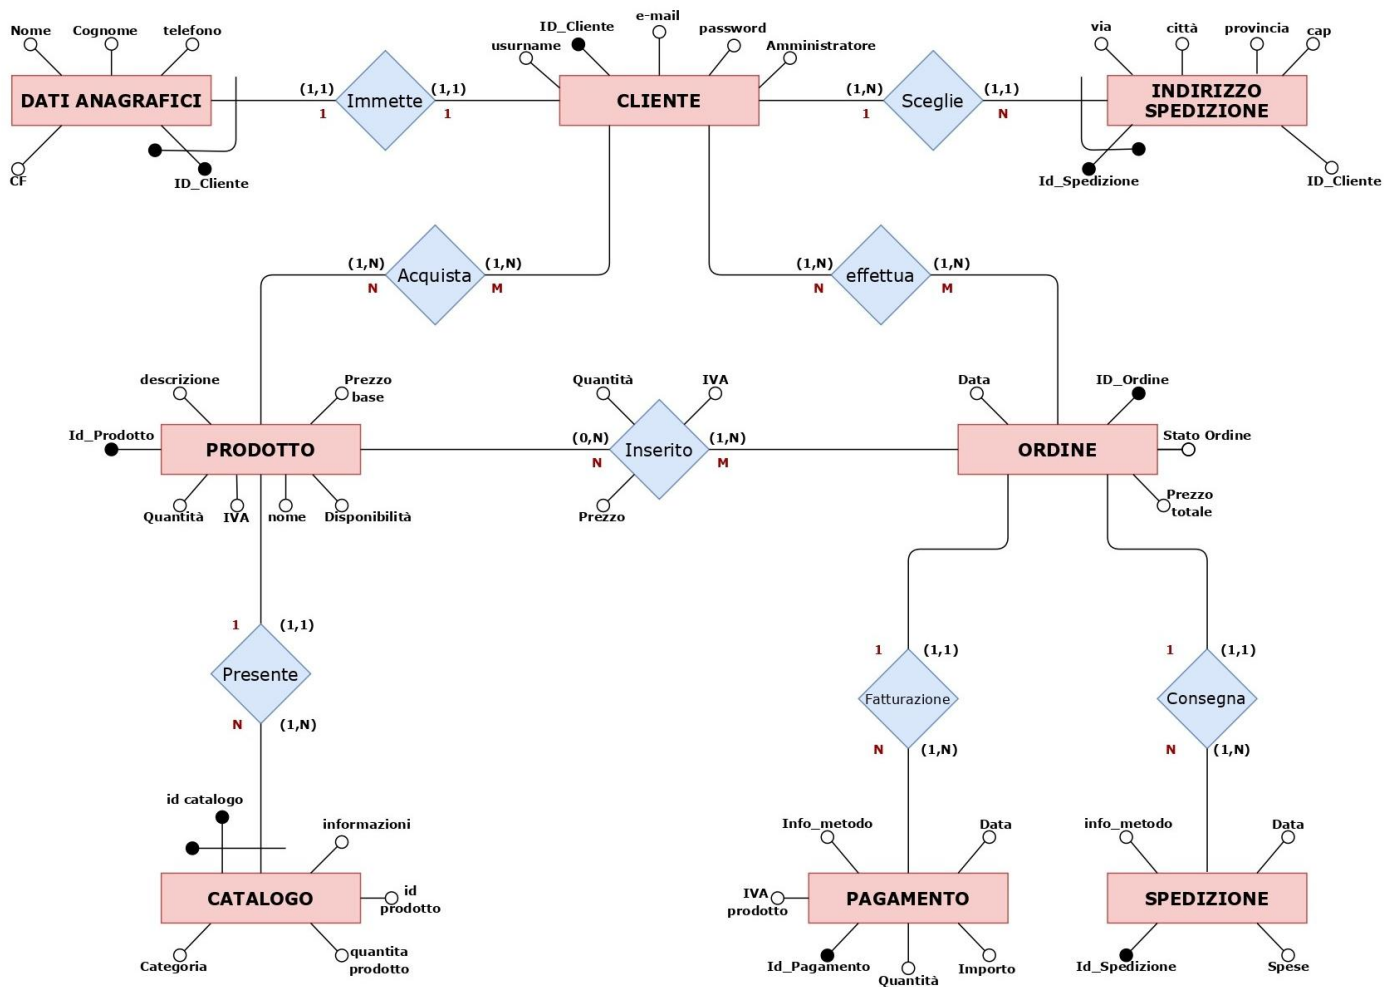 Nome
Cognome
telefono
DATI ANAGRAFICI
CF
ID_Cliente
(1,1)
1
Immette
(1,1)
1
usurname
ID_Cliente
e-mail
password
Amministratore
CLIENTE
(1,N)
1
Sceglie
(1,1)
N
via
città
provincia
cap
INDIRIZZO
SPEDIZIONE
Id_Spedizione
ID_Cliente
(1,N)
N
Acquista
(1,N)
M
(1,N)
N
effettua
(1,N)
M
descrizione
Prezzo
base
Id_Prodotto
PRODOTTO
Quantità
IVA
nome
Disponibilità
Quantità
IVA
(0,N)
N
Inserito
(1,N)
M
Prezzo
Data
ID_Ordine
ORDINE
Stato Ordine
Prezzo
totale
1
(1,1)
Presente
N
(1,N)
1
(1,1)
Fatturazione
N
(1,N)
1
(1,1)
Consegna
N
(1,N)
id catalogo
informazioni
CATALOGO
id
prodotto
Categoria
quantita
prodotto
Info_metodo
Data
IVA
prodotto
PAGAMENTO
Id_Pagamento
Quantità
Importo
info_metodo
Data
SPEDIZIONE
Id_Spedizione
Spese